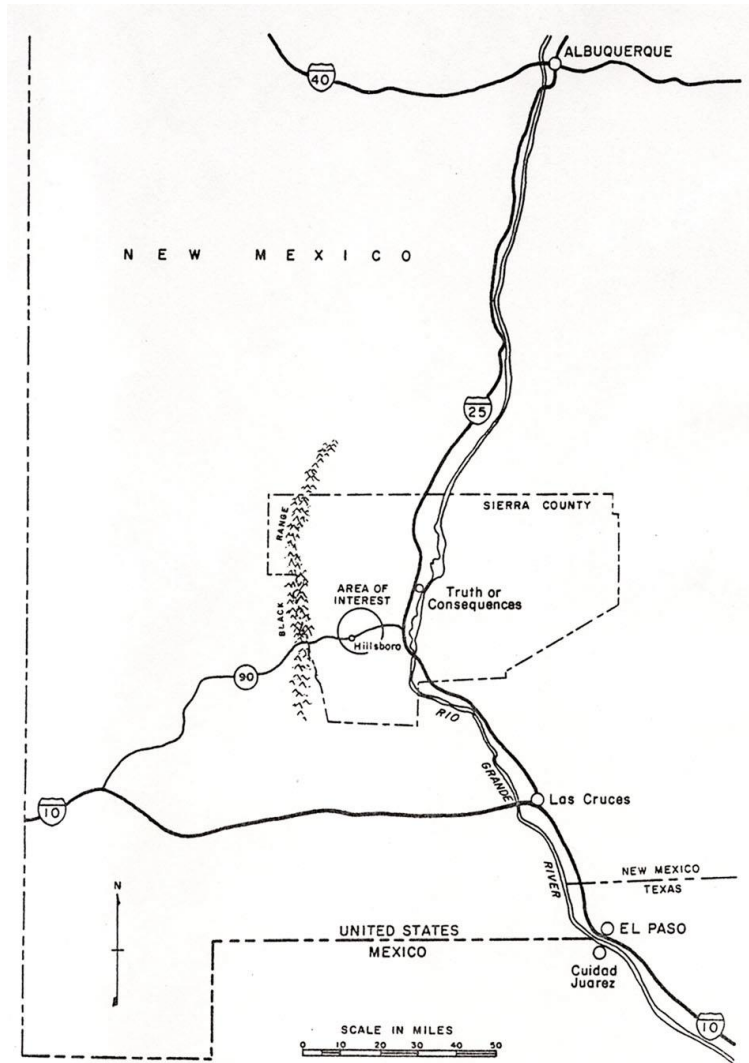 ALBUQUERQUE
40
NEW MEXICO
25
SIERRA COUNTY
RANGE
BLACK
AREA OF
INTEREST
Truth or
Consequences
Hillsboro
90
RIO
GRANDE
RIVER
Las Cruces
10
N
NEW MEXICO
TEXAS
UNITED STATES
MEXICO
EL PASO
Cuidad
Juarez
10
SCALE IN MILES
0 10 20 30 40 50